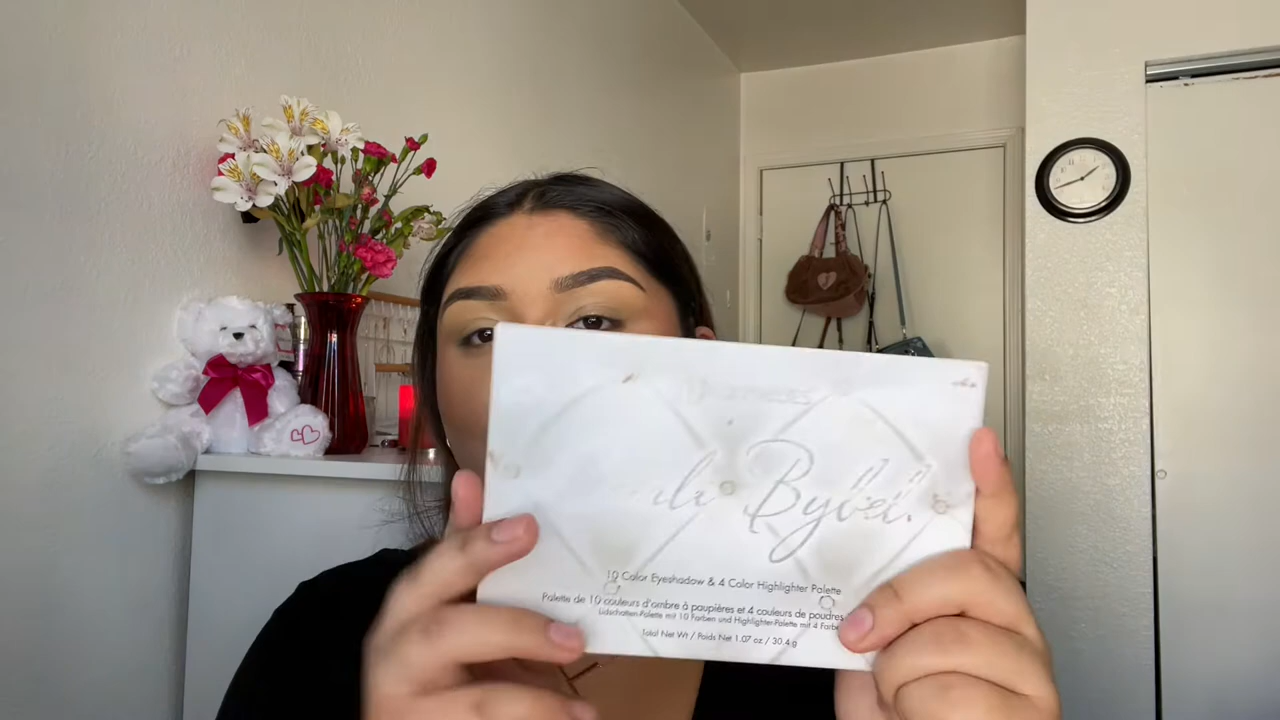 Bybel.
10 Color Eyeshadow & 4 Color Highlighter Palette
Palette de 10 couleurs d'ombre à paupières et 4 couleurs de poudres
Lidschatten-Palette mit 10 Farben und Highlighter-Palette mit 4
Total Net Wt / Poids Net 1.07 oz / 30.4 g